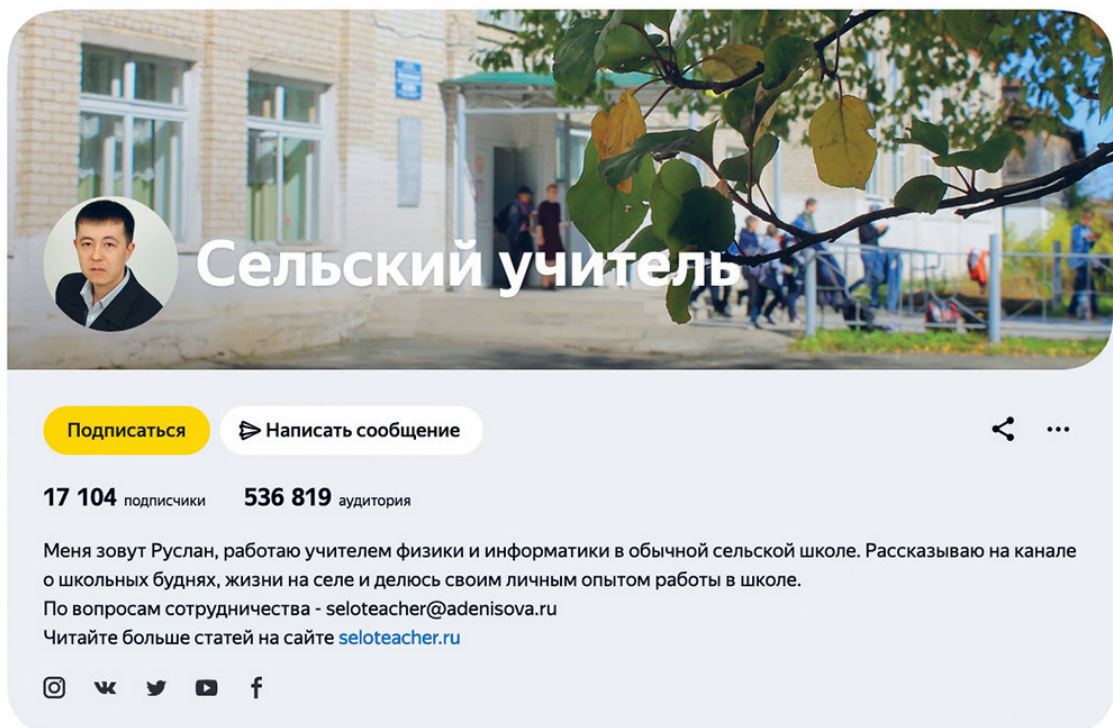 Сельский учитель
Подписаться
Написать сообщение
17 104 подписчики 536 819 аудитория
Меня зовут Руслан, работаю учителем физики и информатики в обычной сельской школе. Рассказываю на канале
о школьных буднях, жизни на селе и делюсь своим личным опытом работы в школе.
По вопросам сотрудничества - seloteacher@adenisova.ru
Читайте больше статей на сайте seloteacher.ru